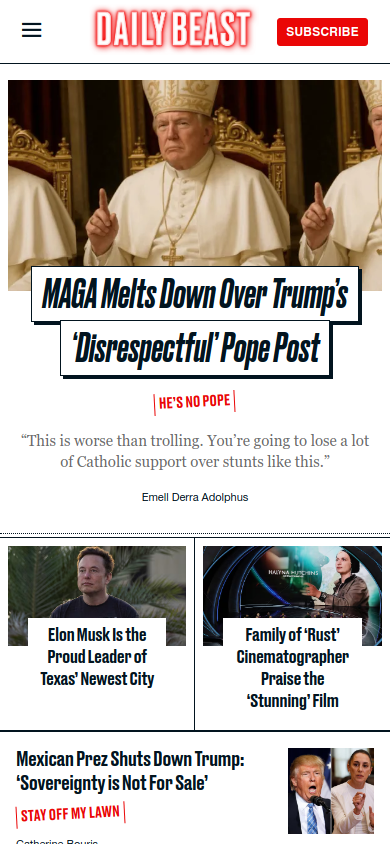 DAILY BEAST
SUBSCRIBE
MAGA Melts Down Over Trump’s
‘Disrespectful’ Pope Post
HE’S NO POPE
“This is worse than trolling. You’re going to lose a lot
of Catholic support over stunts like this.”
Emell Derra Adolphus
Elon Musk Is the
Proud Leader of
Texas’ Newest City
HALYNA HUTCHINS
Family of ‘Rust’
Cinematographer
Praise the
‘Stunning’ Film
Mexican Prez Shuts Down Trump:
‘Sovereignty is Not For Sale’
STAY OFF MY LAWN
Catherine Bouris